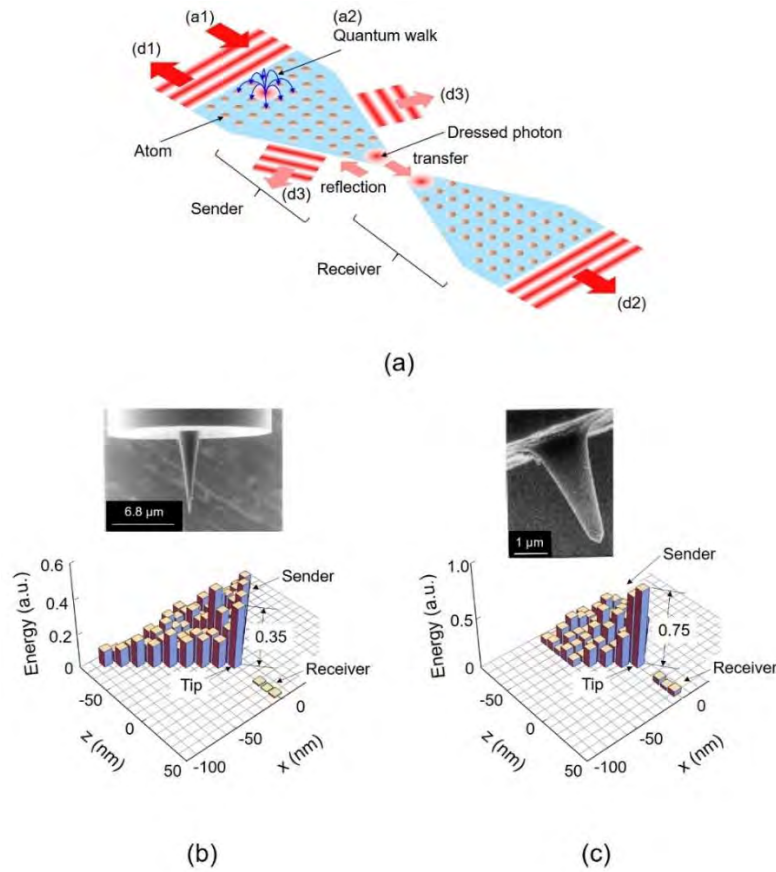 (a1)
(a2)
Quantum walk
(d1)
(d3)
Atom
Dressed photon
transfer
(d3)
reflection
Sender
Receiver
(d2)
(a)
6.8 μm
1 μm
0.6
0.4
0.2
0
Energy (a.u.)
Sender
0.35
Receiver
Tip
-50
0
50
z (nm)
-100
-50
0
x (nm)
1.0
0.5
0
Energy (a.u.)
Sender
0.75
Receiver
Tip
-50
0
50
z (nm)
-100
-50
0
x (nm)
(b)
(c)